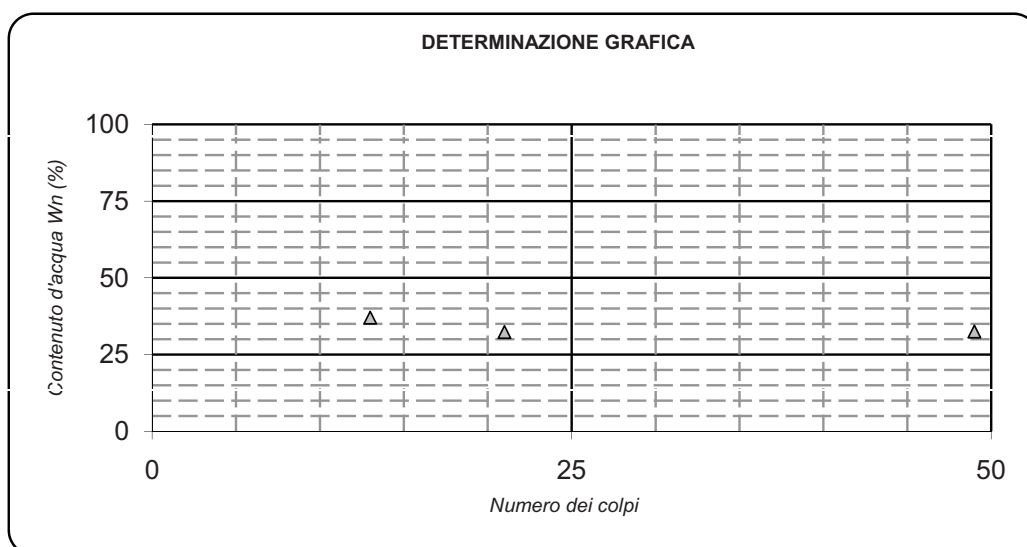 DETERMINAZIONE GRAFICA
100
75
50
25
0
Contenuto d'acqua Wn (%)
0 25 50
Numero dei colpi